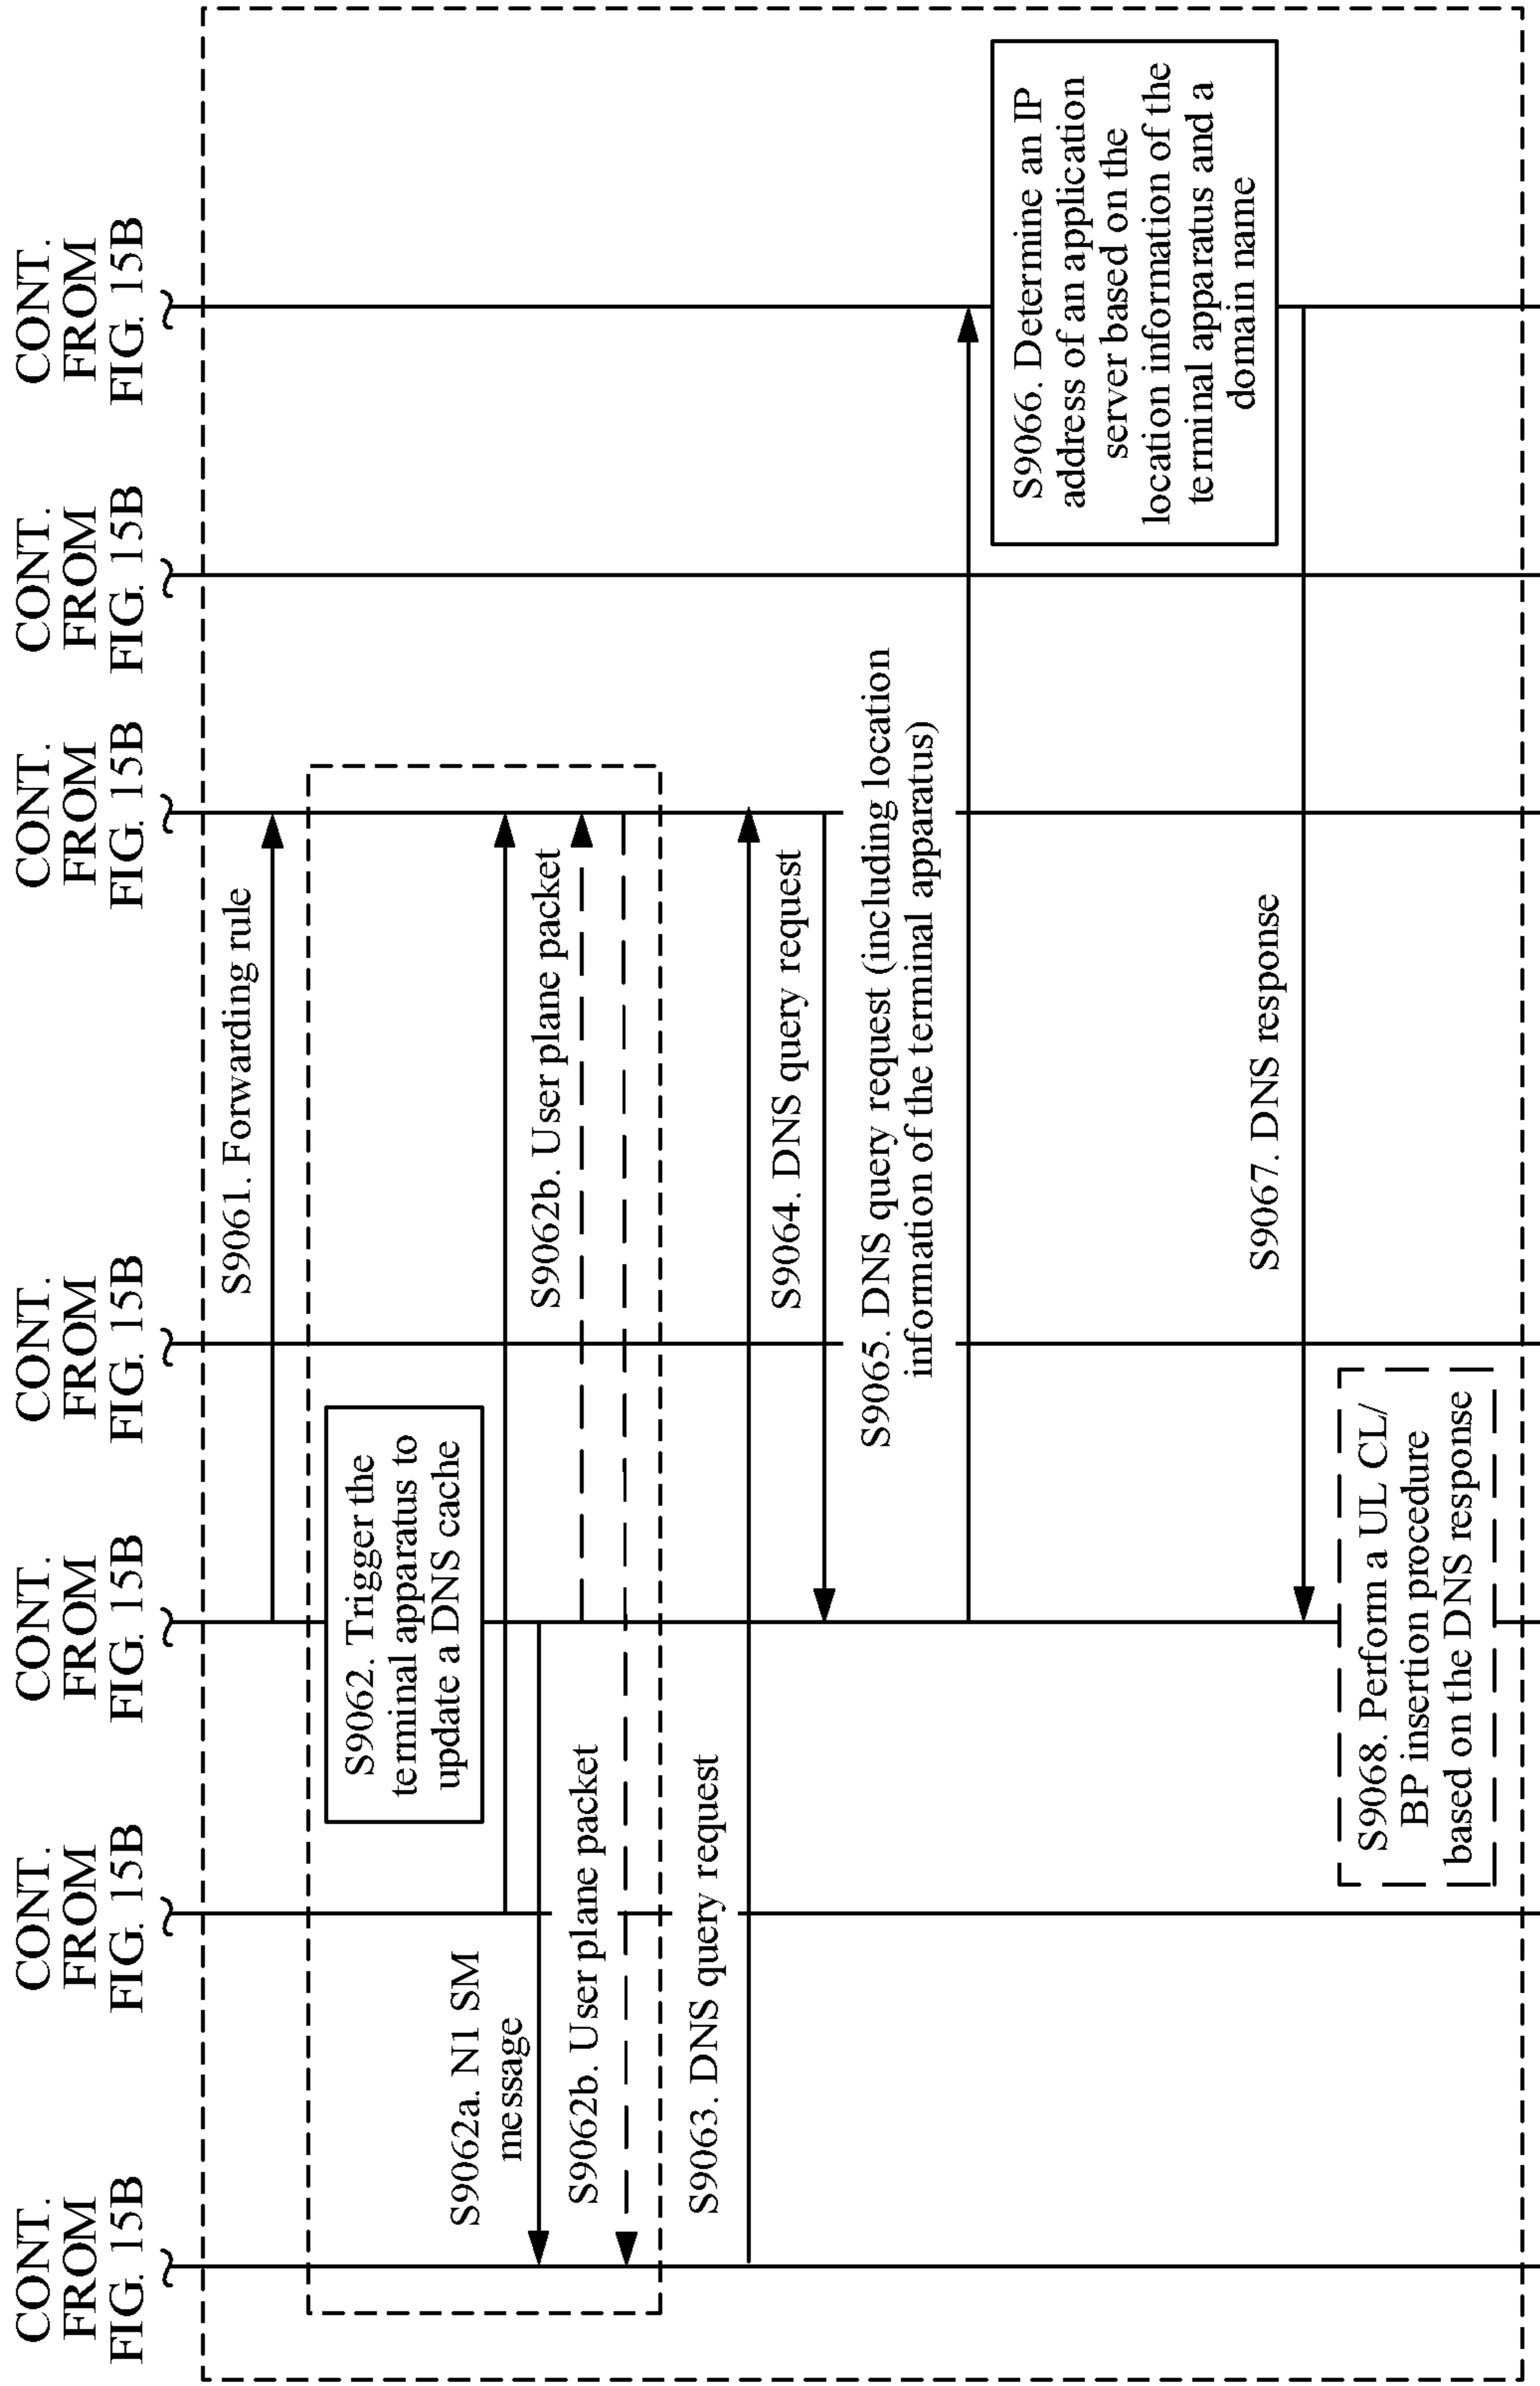 CONT.
FROM
FIG. 15B
CONT.
FROM
FIG. 15B
CONT.
FROM
FIG. 15B
CONT.
FROM
FIG. 15B
CONT.
FROM
FIG. 15B
CONT.
FROM
FIG. 15B
CONT.
FROM
FIG. 15B
S9061. Forwarding rule
S9062. Trigger the
terminal apparatus to
update a DNS cache
S9062a. N1 SM
message
S9062b. User plane packet
S9062b. User plane packet
S9063. DNS query request
S9064. DNS query request
S9065. DNS query request (including location
information of the terminal apparatus)
S9066. Determine an IP
address of an application
server based on the
location information of the
terminal apparatus and a
domain name
S9067. DNS response
S9068. Perform a UL CL/
BP insertion procedure
based on the DNS response